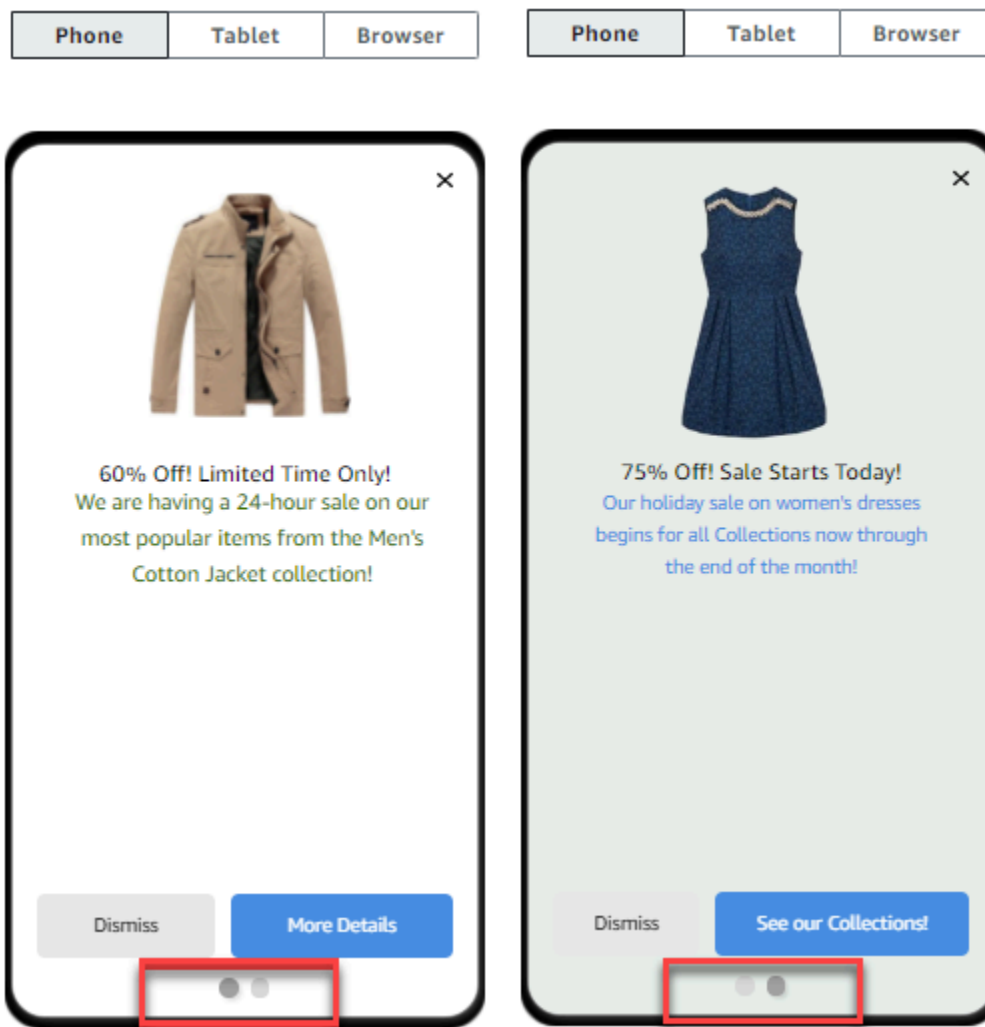 Phone Tablet Browser
60% Off! Limited Time Only!
We are having a 24-hour sale on our
most popular items from the Men's
Cotton Jacket collection!
Dismiss More Details
Phone Tablet Browser
75% Off! Sale Starts Today!
Our holiday sale on women's dresses
begins for all Collections now through
the end of the month!
Dismiss See our Collections!